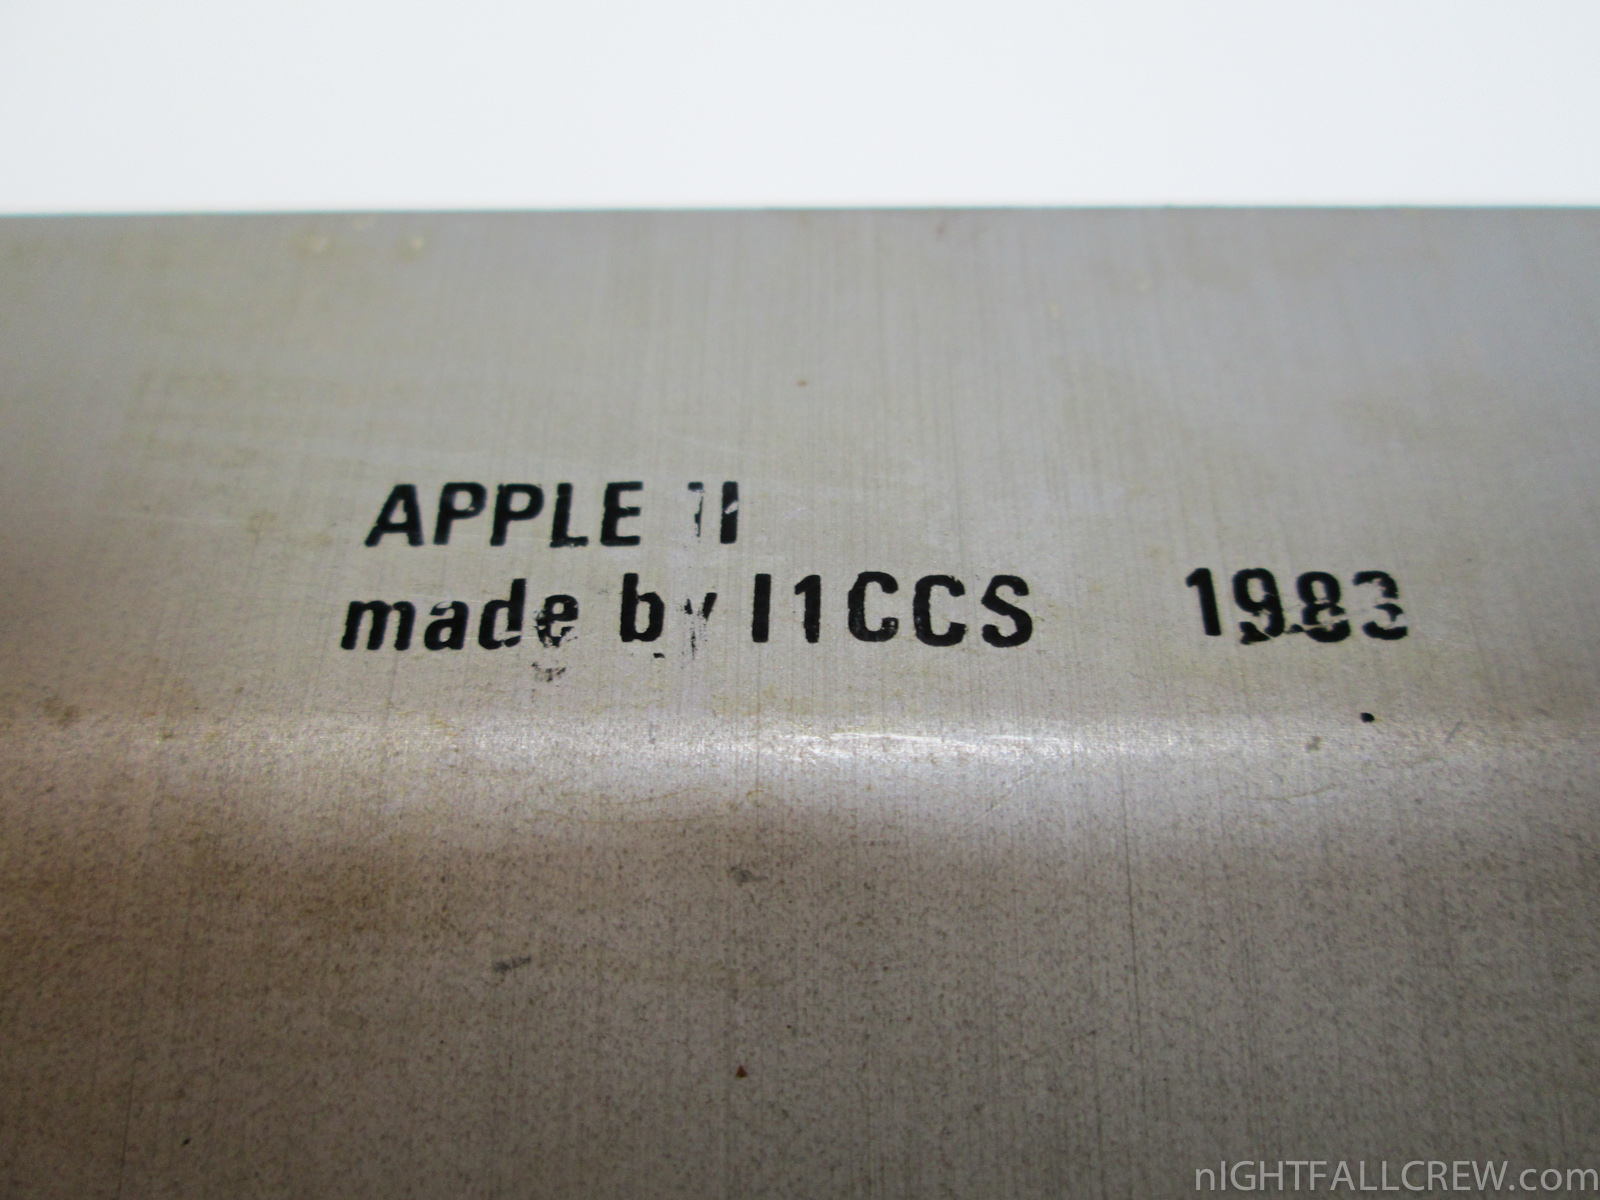 APPLE II
made by I1CCS 1983
nIGHTFALLCREW.com